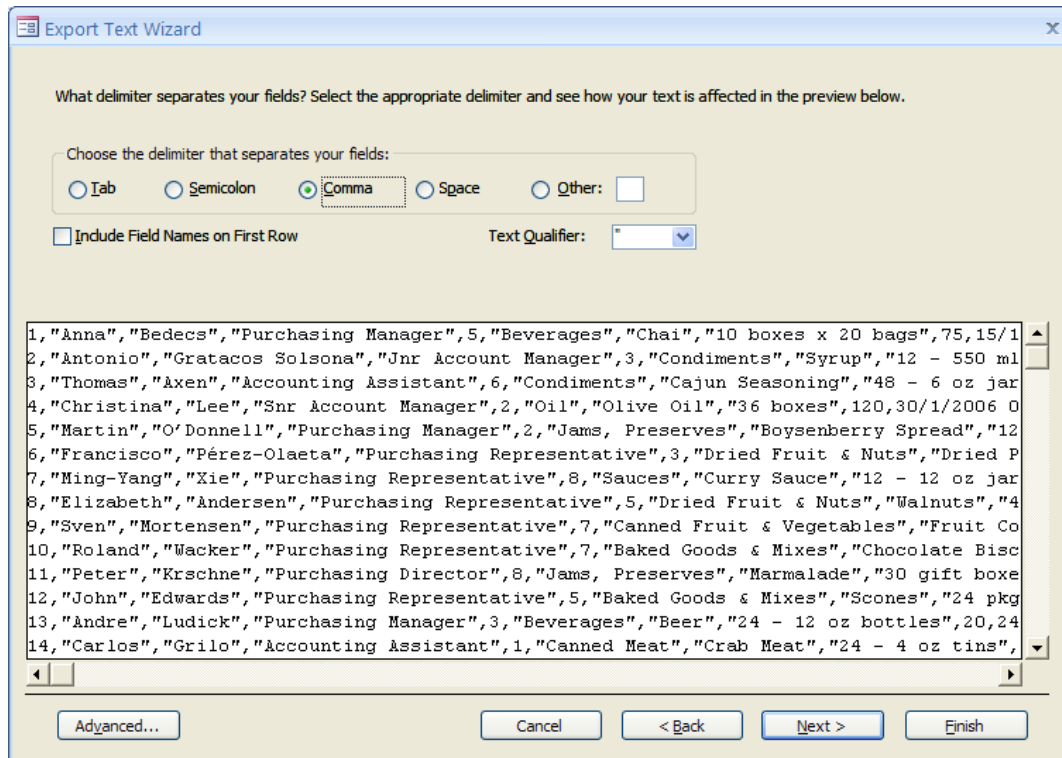 Export Text Wizard
What delimiter separates your fields? Select the appropriate delimiter and see how your text is affected in the preview below.
Choose the delimiter that separates your fields:
Tab Semicolon Comma Space Other:
Include Field Names on First Row Text Qualifier: "
1,"Anna","Bedecs","Purchasing Manager",5,"Beverages","Chai","10 boxes x 20 bags",75,15/1
2,"Antonio","Gratacos Solsona","Jnr Account Manager",3,"Condiments","Syrup","12 - 550 ml
3,"Thomas","Axen","Accounting Assistant",6,"Condiments","Cajun Seasoning","48 - 6 oz jar
4,"Christina","Lee","Snr Account Manager",2,"Oil","Olive Oil","36 boxes",120,30/1/2006 0
5,"Martin","O'Donnell","Purchasing Manager",2,"Jams, Preserves","Boysenberry Spread","12
6,"Francisco","Pérez-Olaeta","Purchasing Representative",3,"Dried Fruit & Nuts","Dried P
7,"Ming-Yang","Xie","Purchasing Representative",8,"Sauces","Curry Sauce","12 - 12 oz jar
8,"Elizabeth","Andersen","Purchasing Representative",5,"Dried Fruit & Nuts","Walnuts","4
9,"Sven","Mortensen","Purchasing Representative",7,"Canned Fruit & Vegetables","Fruit Co
10,"Roland","Wacker","Purchasing Representative",7,"Baked Goods & Mixes","Chocolate Bisc
11,"Peter","Krschne","Purchasing Director",8,"Jams, Preserves","Marmalade","30 gift boxe
12,"John","Edwards","Purchasing Representative",5,"Baked Goods & Mixes","Scones","24 pkg
13,"Andre","Ludick","Purchasing Manager",3,"Beverages","Beer","24 - 12 oz bottles",20,24
14,"Carlos","Grilo","Accounting Assistant",1,"Canned Meat","Crab Meat","24 - 4 oz tins",
Advanced... Cancel < Back Next > Finish